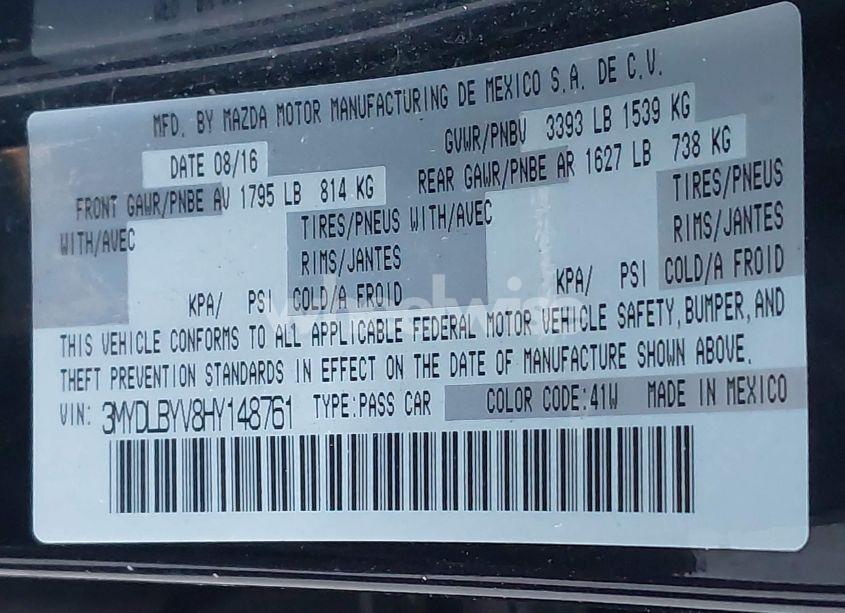 MFD. BY MAZDA MOTOR MANUFACTURING DE MEXICO S.A. DE C.V.
DATE 08/16 GVWR/PNBV 3393 LB 1539 KG
FRONT GAWR/PNBE AV 1795 LB 814 KG REAR GAWR/PNBE AR 1627 LB 738 KG
WITH/AVEC TIRES/PNEUS WITH/AVEC TIRES/PNEUS
RIMS/JANTES RIMS/JANTES
KPA/ PSI COLD/A FROID KPA/ PSI COLD/A FROID
wheelwise
THIS VEHICLE CONFORMS TO ALL APPLICABLE FEDERAL MOTOR VEHICLE SAFETY, BUMPER, AND
THEFT PREVENTION STANDARDS IN EFFECT ON THE DATE OF MANUFACTURE SHOWN ABOVE.
VIN: 3MYDLBYV8HY148761 TYPE:PASS CAR COLOR CODE:41W MADE IN MEXICO